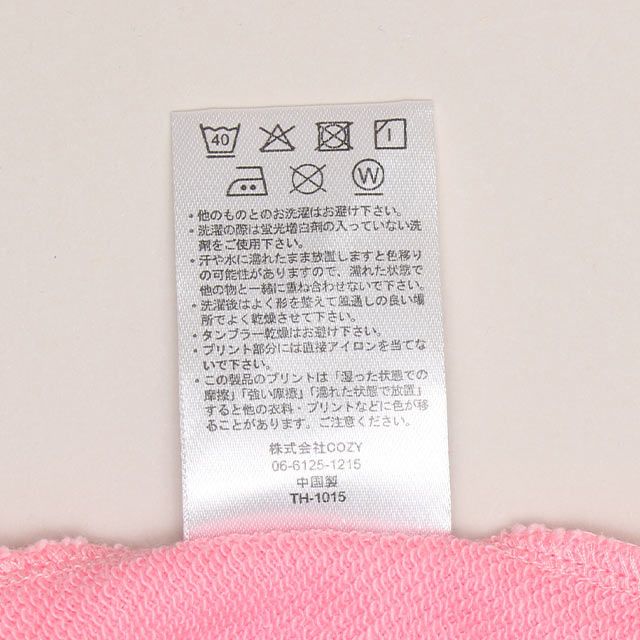 40
W
・他のものとのお洗濯はお避け下さい。
・洗濯の際は蛍光増白剤の入っていない洗
剤をご使用下さい。
・汗や水に濡れたまま放置しますと色移り
の可能性がありますので、濡れた状態で
他の物と一緒に重ね合わせないで下さい。
・洗濯後はよく形を整えて風通しの良い場
所でよく乾燥させて下さい。
・タンブラー乾燥はお避け下さい。
・プリント部分には直接アイロンを当てな
いで下さい。
・この製品のプリントは「湿った状態での
摩擦」「強い摩擦」「濡れた状態で放置」
すると他の衣料・プリントなどに色が移
ることがあります。ご注意ください。
株式会社COZY
06-6125-1215
中国製
TH-1015